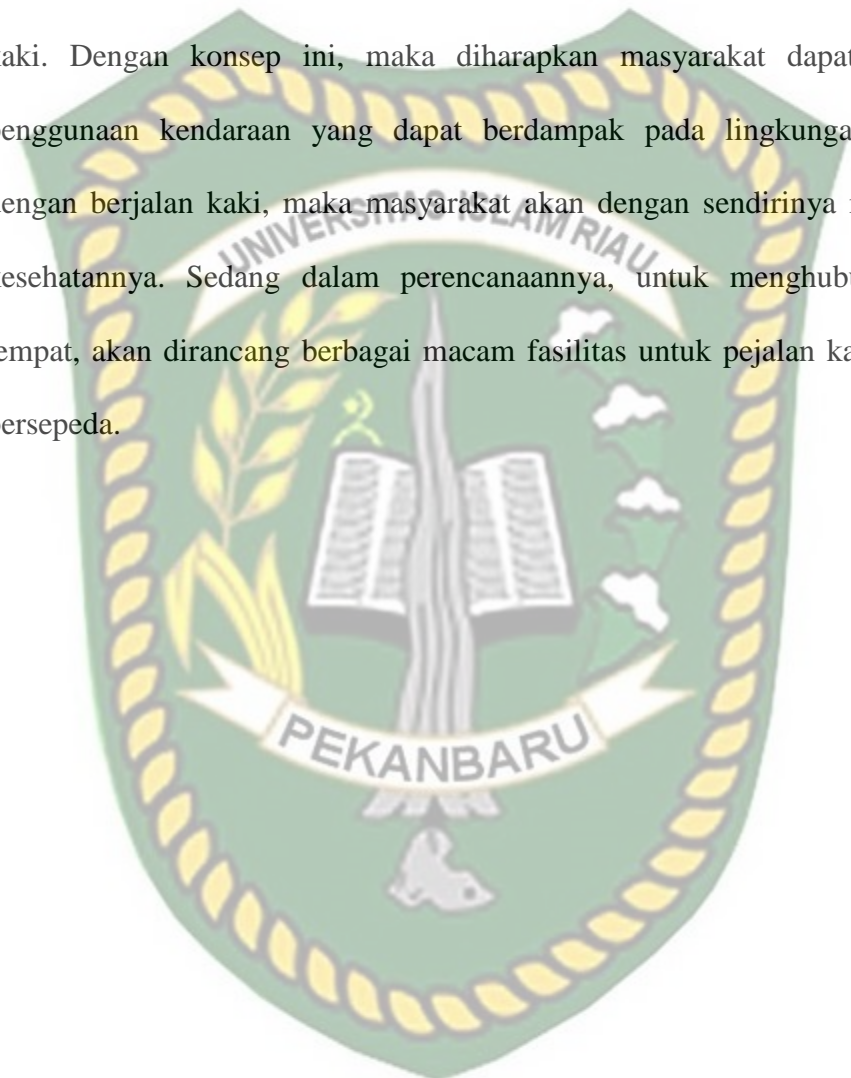 kaki. Dengan konsep ini, maka diharapkan masyarakat dapat
penggunaan kendaraan yang dapat berdampak pada lingkunga
dengan berjalan kaki, maka masyarakat akan dengan sendirinya
kesehatannya. Sedang dalam perencanaannya, untuk menghubu
tempat, akan dirancang berbagai macam fasilitas untuk pejalan ka
bersepeda.
UNIVERSITAS ISLAM RIAU
PEKANBARU